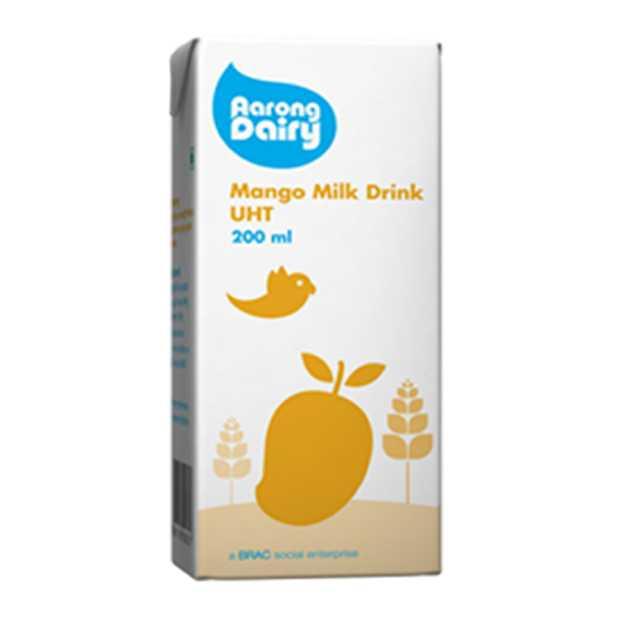 Aarong
Dairy
Mango Milk Drink
UHT
200 ml
a BRAC social enterprise